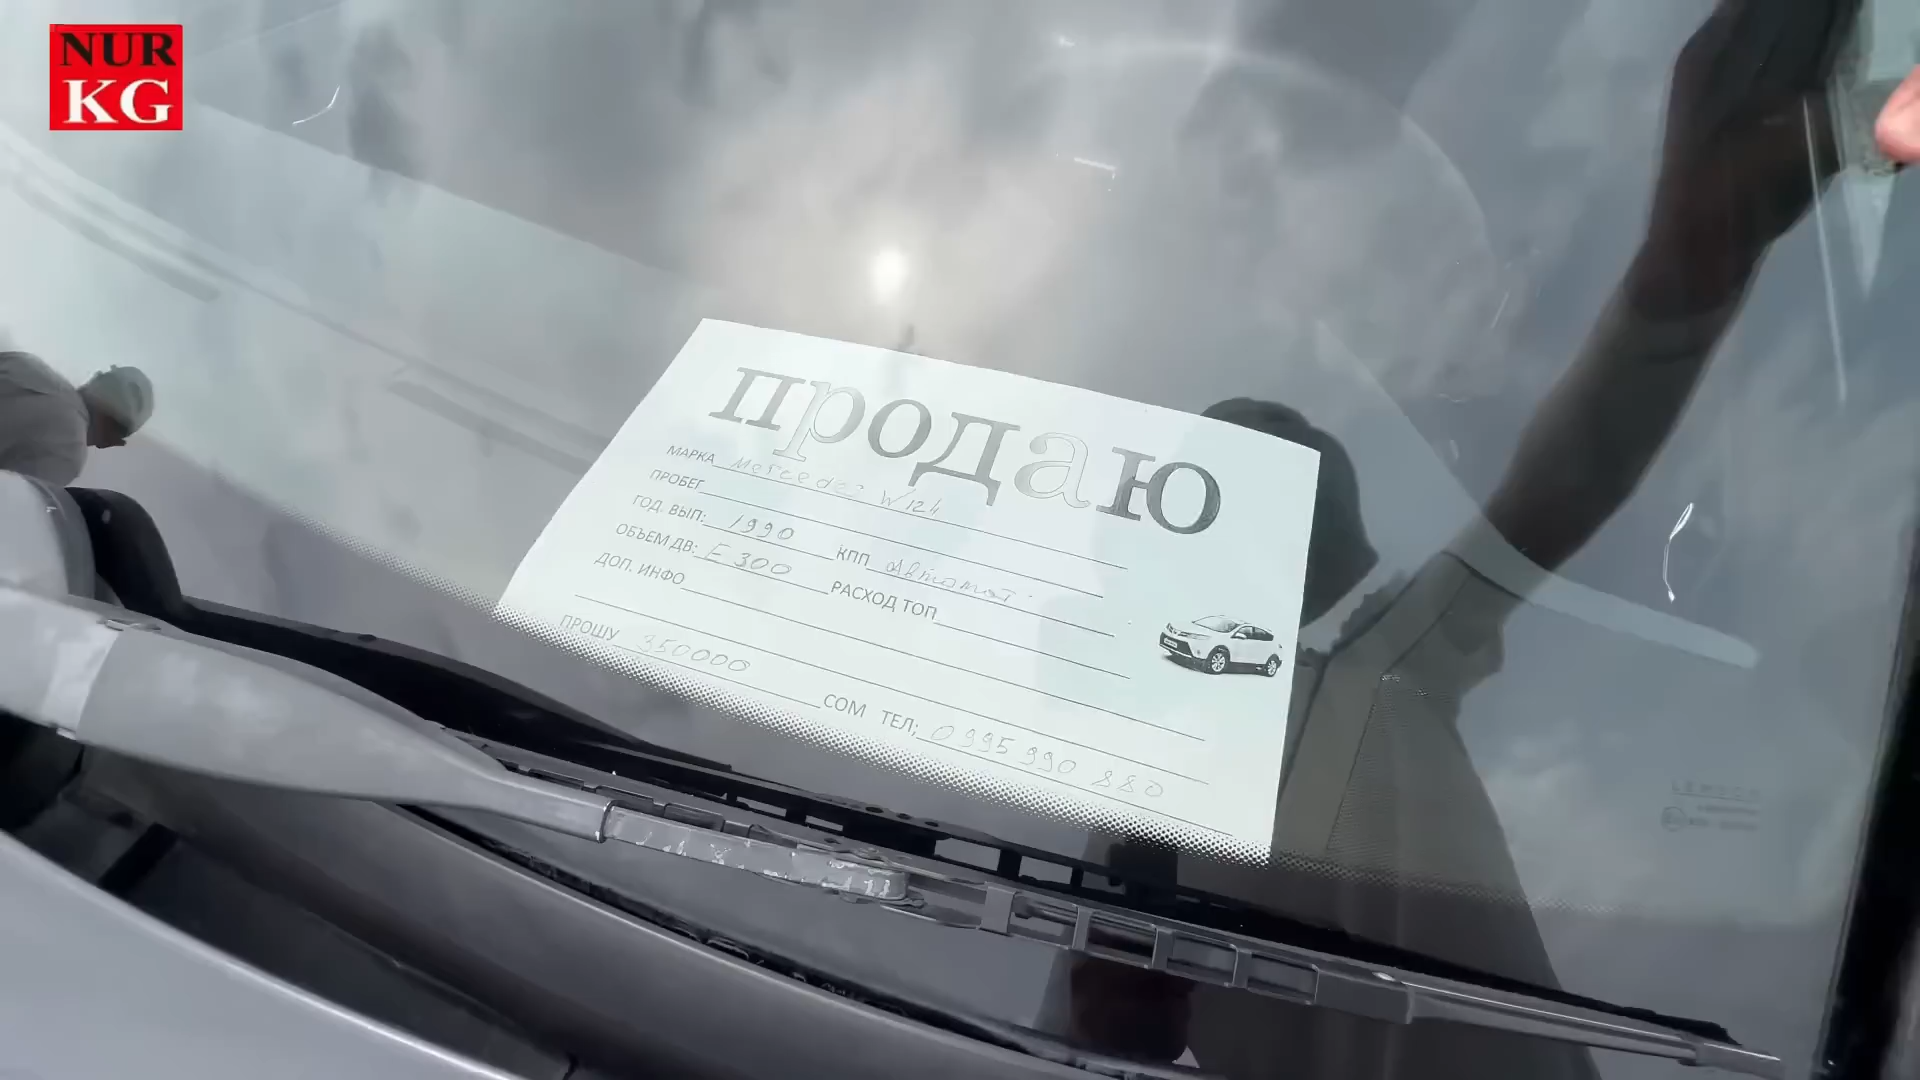 NUR
KG
продаю
МАРКА Mercedes W124
ПРОБЕГ
ГОД. ВЫП: 1990 КПП Автомат
ОБЪЕМ ДВ: E300 РАСХОД ТОП
ДОП. ИНФО
ПРОШУ 350000 СОМ ТЕЛ; 0995 990 880